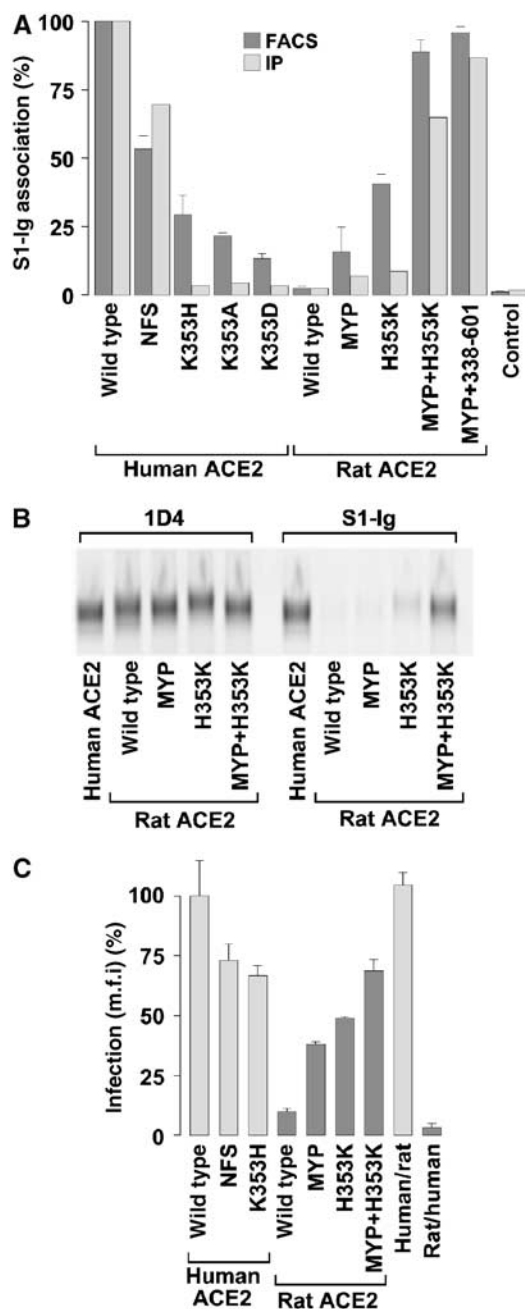 A
S1-Ig association (%)
100
75
50
25
0
FACS
IP
Wild type
NFS
K353H
K353A
K353D
Wild type
MYP
H353K
MYP+H353K
MYP+338-601
Control
Human ACE2
Rat ACE2
B
1D4
S1-Ig
Human ACE2
Wild type
MYP
H353K
MYP+H353K
Human ACE2
Wild type
MYP
H353K
MYP+H353K
Rat ACE2
Rat ACE2
C
Infection (m.f.i) (%)
100
75
50
25
0
Wild type
NFS
K353H
Wild type
MYP
H353K
MYP+H353K
Human/rat
Rat/human
Human
ACE2
Rat ACE2